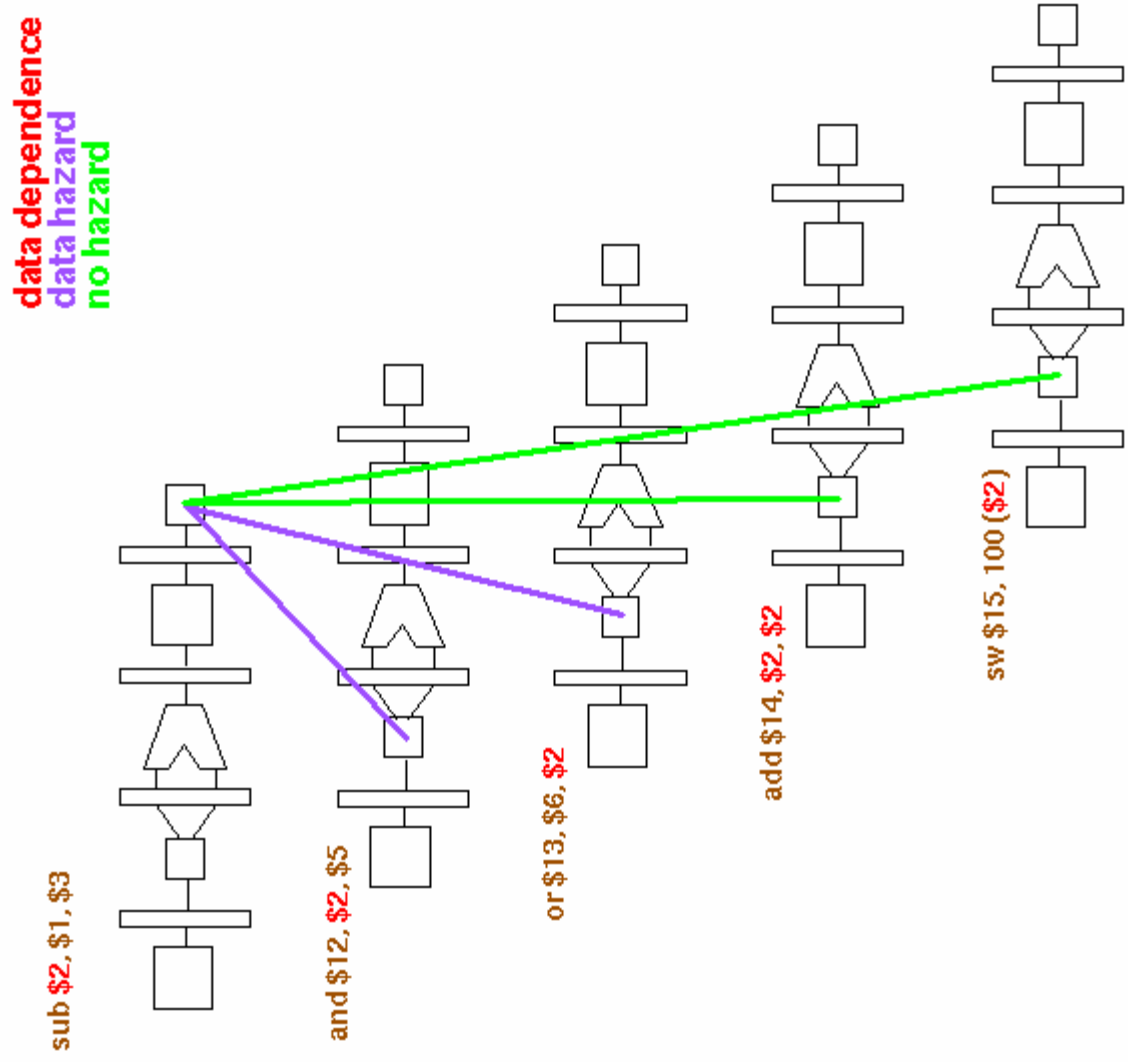 data dependence
data hazard
no hazard
sub $2, $1, $3
and $12, $2, $5
or $13, $6, $2
add $14, $2, $2
sw $15, 100 ($2)